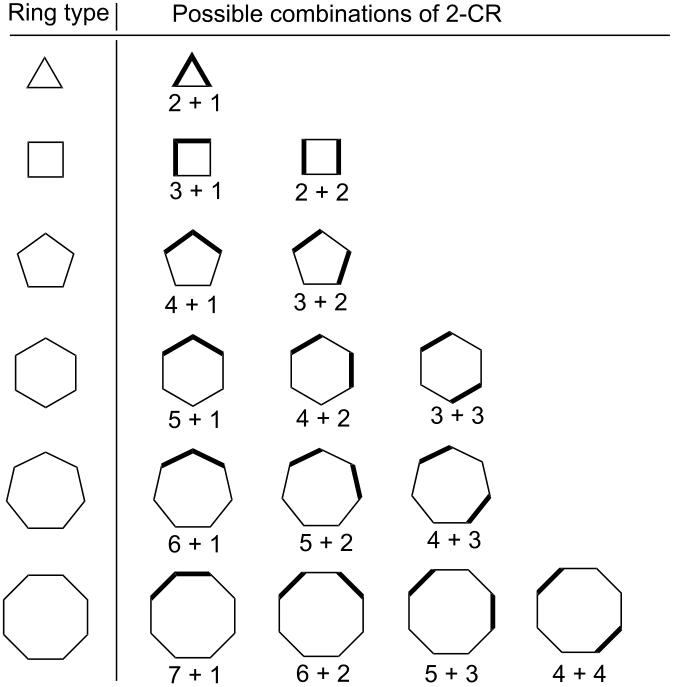 Ring type Possible combinations of 2-CR
2 + 1
3 + 1 2 + 2
4 + 1 3 + 2
5 + 1 4 + 2 3 + 3
6 + 1 5 + 2 4 + 3
7 + 1 6 + 2 5 + 3 4 + 4